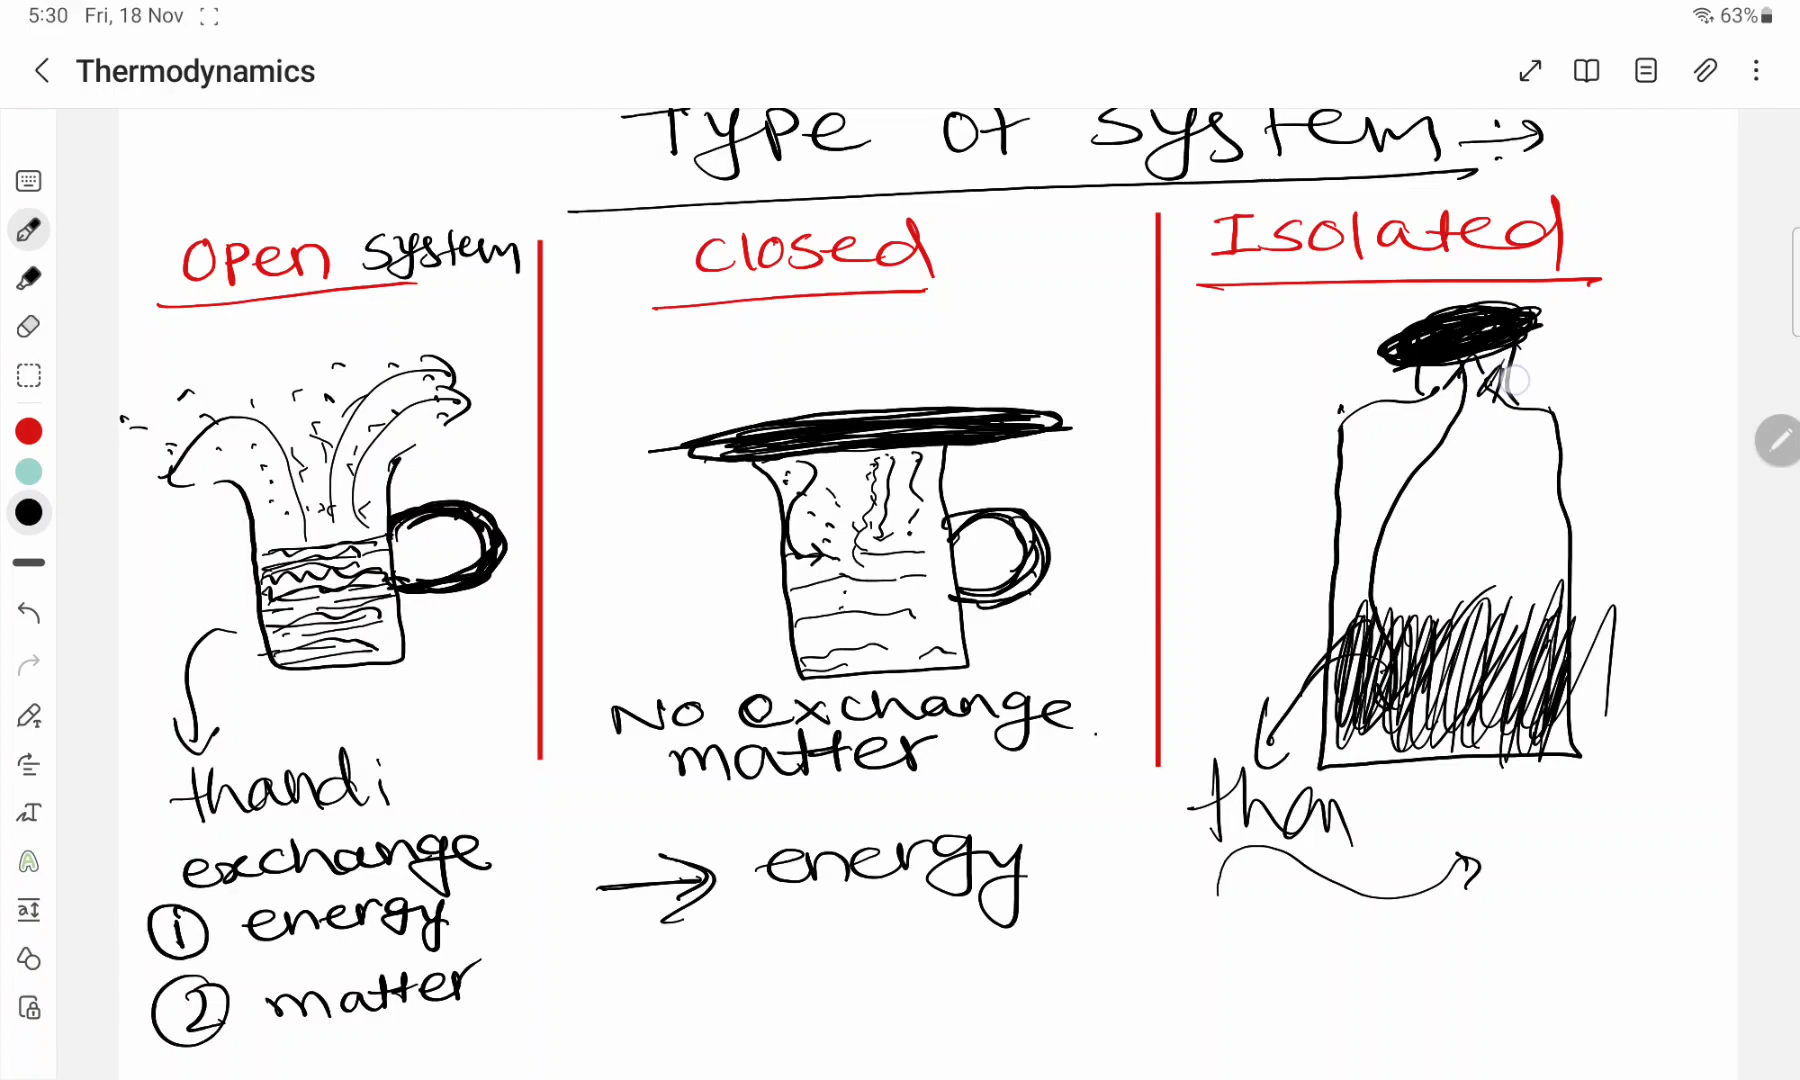 5:30 Fri, 18 Nov
63%
Thermodynamics
Type of system
Open system
Closed
Isolated
thandi
exchange
① energy
② matter
No exchange
matter
→ energy
than